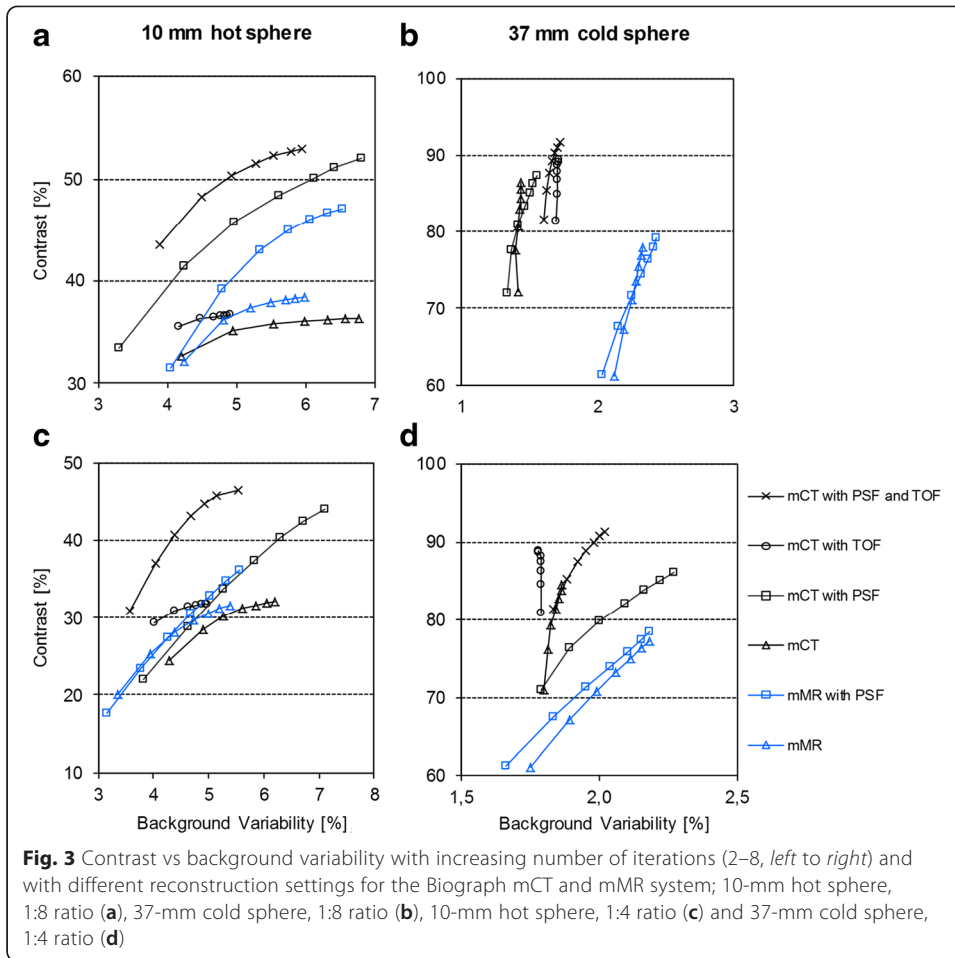 a
10 mm hot sphere
b
37 mm cold sphere
60
50
40
30
Contrast [%]
3 4 5 6 7
100
90
80
70
60
1 2 3
c
50
40
30
20
10
Contrast [%]
3 4 5 6 7 8
Background Variability [%]
d
100
90
80
70
60
1,5 2,0 2,5
Background Variability [%]
mCT with PSF and TOF
mCT with TOF
mCT with PSF
mCT
mMR with PSF
mMR
Fig. 3 Contrast vs background variability with increasing number of iterations (2–8, left to right) and
with different reconstruction settings for the Biograph mCT and mMR system; 10-mm hot sphere,
1:8 ratio (a), 37-mm cold sphere, 1:8 ratio (b), 10-mm hot sphere, 1:4 ratio (c) and 37-mm cold sphere,
1:4 ratio (d)